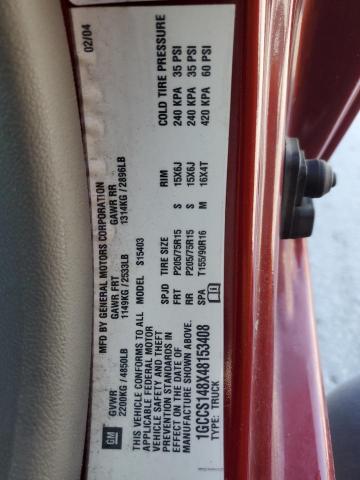 MFD BY GENERAL MOTORS CORPORATION 02/04
GVWR GAWR FRT GAWR RR
2200KG / 4850LB 1149KG / 2533LB 1314KG / 2896LB
GM
THIS VEHICLE CONFORMS TO ALL MODEL S15403
APPLICABLE FEDERAL MOTOR
VEHICLE SAFETY AND THEFT
PREVENTION STANDARDS IN
EFFECT ON THE DATE OF
MANUFACTURE SHOWN ABOVE.
1GCCS148X48153408
TYPE: TRUCK
SPJD TIRE SIZE RIM COLD TIRE PRESSURE
FRT P205/75R15 S 15X6J 240 KPA 35 PSI
RR P205/75R15 S 15X6J 240 KPA 35 PSI
SPA T155/90R16 M 16X4T 420 KPA 60 PSI